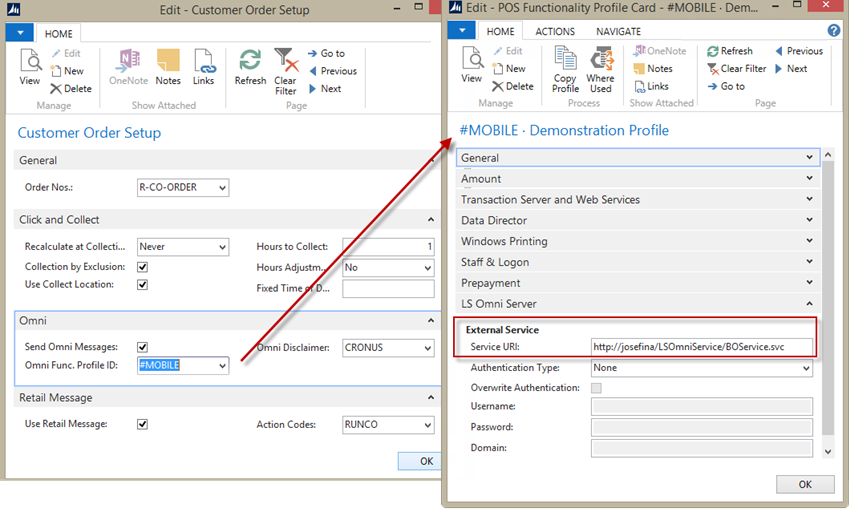 Edit - Customer Order Setup
HOME
View
Edit
New
Delete
Manage
OneNote
Notes
Links
Show Attached
Refresh
Clear
Filter
Go to
Previous
Next
Page
Customer Order Setup
General
Order Nos.: R-CO-ORDER
Click and Collect
Recalculate at Collecti... Never Hours to Collect: 1
Collection by Exclusion: Hours Adjustm... No
Use Collect Location: Fixed Time of D...
Omni
Send Omni Messages: Omni Disclaimer: CRONUS
Omni Func. Profile ID: #MOBILE
Retail Message
Use Retail Message: Action Codes: RUNCO
OK
Edit - POS Functionality Profile Card - #MOBILE · Dem...
HOME ACTIONS NAVIGATE
View
Edit
New
Delete
Manage
Copy
Profile
Where
Used
Process
OneNote
Notes
Links
Show Attached
Refresh
Clear Filter
Go to
Previous
Next
Page
#MOBILE · Demonstration Profile
General
Amount
Transaction Server and Web Services
Data Director
Windows Printing
Staff & Logon
Prepayment
LS Omni Server
External Service
Service URI: http://josefina/LSOmniService/BOService.svc
Authentication Type: None
Overwrite Authentication:
Username:
Password:
Domain:
OK